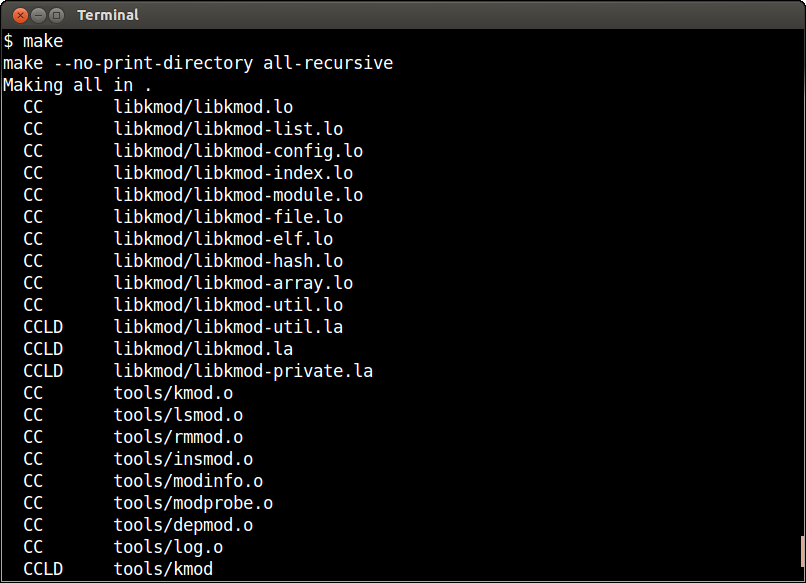 Terminal
$ make
make --no-print-directory all-recursive
Making all in .
  CC       libkmod/libkmod.lo
  CC       libkmod/libkmod-list.lo
  CC       libkmod/libkmod-config.lo
  CC       libkmod/libkmod-index.lo
  CC       libkmod/libkmod-module.lo
  CC       libkmod/libkmod-file.lo
  CC       libkmod/libkmod-elf.lo
  CC       libkmod/libkmod-hash.lo
  CC       libkmod/libkmod-array.lo
  CC       libkmod/libkmod-util.lo
  CCLD     libkmod/libkmod-util.la
  CCLD     libkmod/libkmod.la
  CCLD     libkmod/libkmod-private.la
  CC       tools/kmod.o
  CC       tools/lsmod.o
  CC       tools/rmmod.o
  CC       tools/insmod.o
  CC       tools/modinfo.o
  CC       tools/modprobe.o
  CC       tools/depmod.o
  CC       tools/log.o
  CCLD     tools/kmod